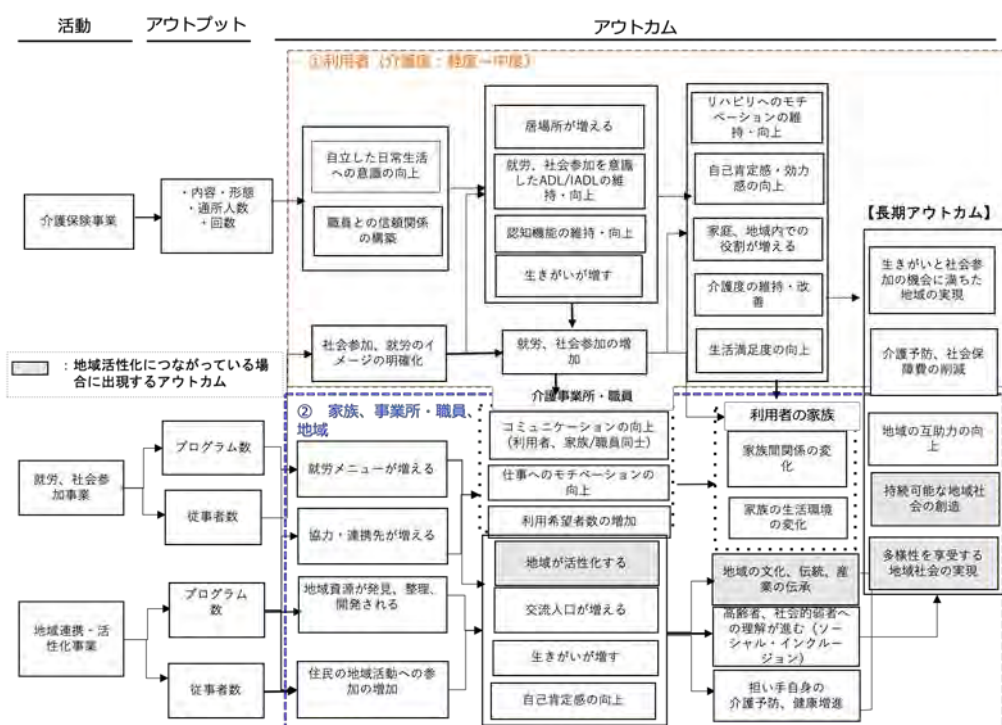 活動
アウトプット
アウトカム
①利用者（介護度：軽度→中度）
介護保険事業
・内容・形態
・通所人数
・回数
自立した日常生活
への意識の向上
職員との信頼関係
の構築
社会参加、就労のイ
メージの明確化
居場所が増える
就労、社会参加を意識
したADL/IADLの維
持・向上
認知機能の維持・向上
生きがいが増す
就労、社会参加の増
加
リハビリへのモチ
ベーションの維
持・向上
自己肯定感・効力
感の向上
家庭、地域内での
役割が増える
介護度の維持・改
善
生活満足度の向上
【長期アウトカム】
生きがいと社会参
加の機会に満ちた
地域の実現
介護予防、社会保
障費の削減
地域の互助力の向
上
持続可能な地域社
会の創造
多様性を享受する
地域社会の実現
：地域活性化につながっている場
合に出現するアウトカム
② 家族、事業所・職員、
地域
就労、社会参
加事業
プログラム数
従事者数
地域連携・活
性化事業
プログラム
数
従事者数
就労メニューが増える
協力・連携先が増える
地域資源が発見、整理、
開発される
住民の地域活動への参
加の増加
介護事業所・職員
コミュニケーションの向上
（利用者、家族/職員同士）
仕事へのモチベーションの
向上
利用希望者数の増加
地域が活性化する
交流人口が増える
生きがいが増す
自己肯定感の向上
利用者の家族
家族間関係の変
化
家族の生活環境
の変化
地域の文化、伝統、産
業の伝承
高齢者、社会的弱者へ
の理解が進む（ソー
シャル・インクルー
ジョン）
担い手自身の
介護予防、健康増進